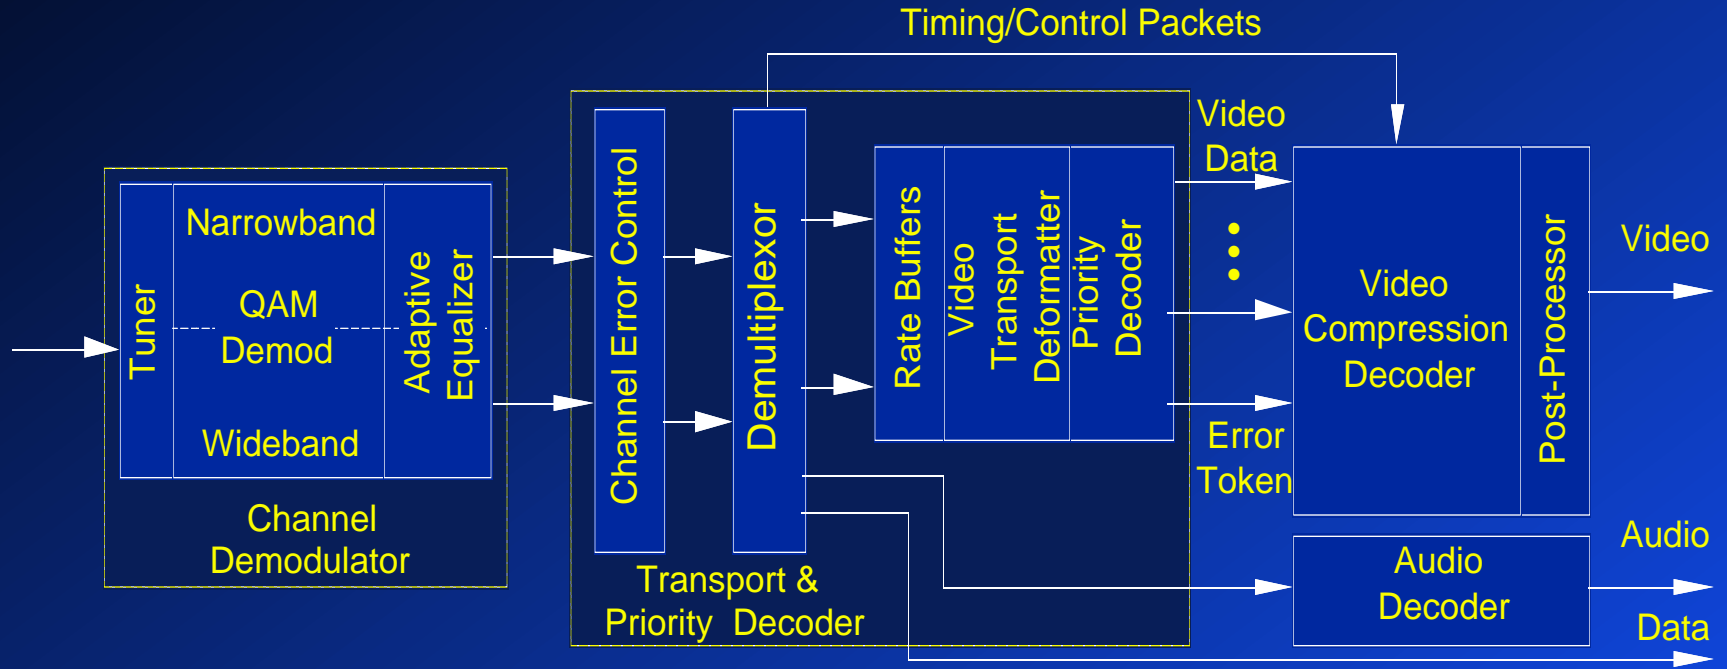 Timing/Control Packets
Tuner
Narrowband
QAM
Demod
Wideband
Adaptive
Equalizer
Channel
Demodulator
Channel Error Control
Demultiplexor
Rate Buffers
Video
Transport
Deformatter
Priority
Decoder
Transport &
Priority Decoder
Video
Data
Error
Token
Video
Compression
Decoder
Post-Processor
Video
Audio
Decoder
Audio
Data